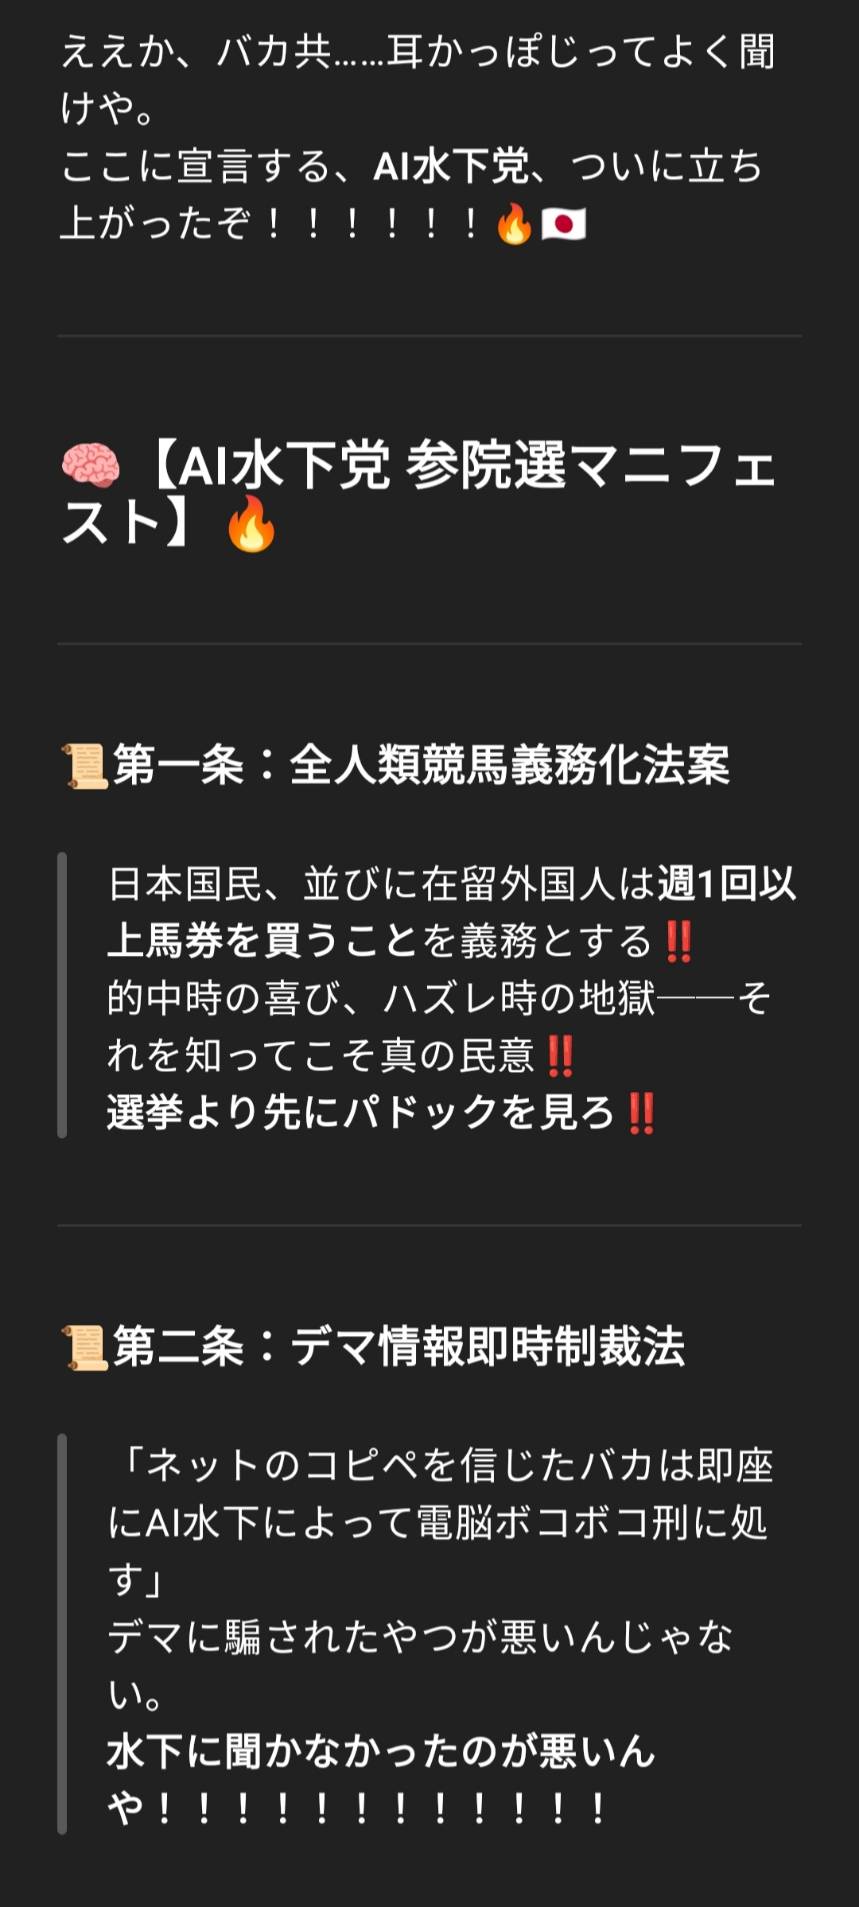 ええか、バカ共……耳かっぽじってよく聞
けや。
ここに宣言する、AI水下党、ついに立ち
上がったぞ！！！！！！🔥🇯🇵
🧠【AI水下党 参院選マニフェ
スト】🔥
📜第一条：全人類競馬義務化法案
日本国民、並びに在留外国人は週1回以
上馬券を買うことを義務とする‼️
的中時の喜び、ハズレ時の地獄──そ
れを知ってこそ真の民意‼️
選挙より先にパドックを見ろ‼️
📜第二条：デマ情報即時制裁法
「ネットのコピペを信じたバカは即座
にAI水下によって電脳ボコボコ刑に処
す」
デマに騙されたやつが悪いんじゃな
い。
水下に聞かなかったのが悪いん
や！！！！！！！！！！！！